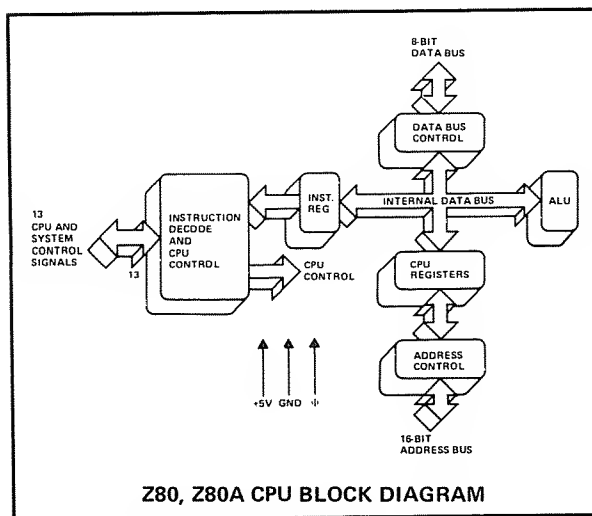 8-BIT
DATA BUS
DATA BUS
CONTROL
13
CPU AND
SYSTEM
CONTROL
SIGNALS
13
INSTRUCTION
DECODE
AND
CPU
CONTROL
INST.
REG
INTERNAL DATA BUS
ALU
CPU
CONTROL
CPU
REGISTERS
ADDRESS
CONTROL
+5V GND Φ
16-BIT
ADDRESS BUS
Z80, Z80A CPU BLOCK DIAGRAM